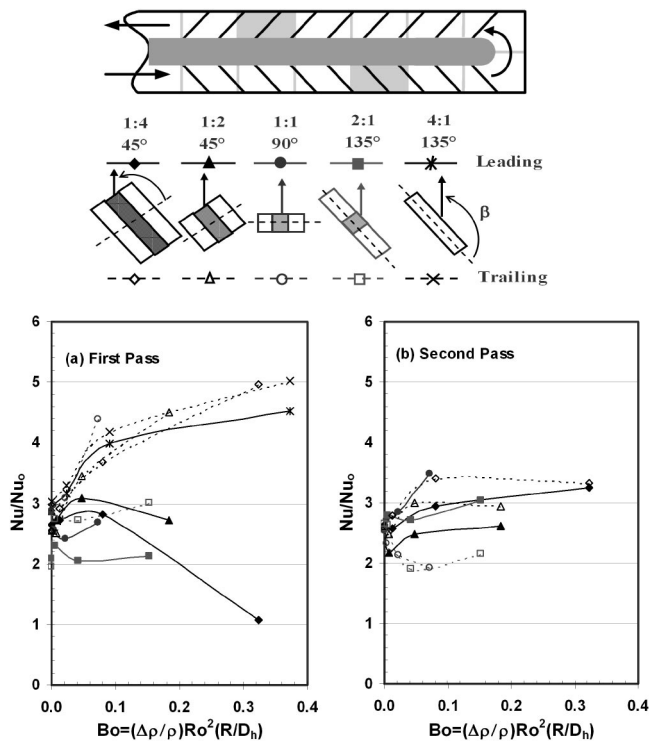 1:4 1:2 1:1 2:1 4:1
45° 45° 90° 135° 135°
Leading
β
Trailing
(a) First Pass
(b) Second Pass
Nu/Nuo
6
5
4
3
2
1
0
0.0 0.1 0.2 0.3 0.4
Bo=(Δρ/ρ)Ro²(R/Dh)
6
5
4
3
2
1
0
0.0 0.1 0.2 0.3 0.4
Bo=(Δρ/ρ)Ro²(R/Dh)